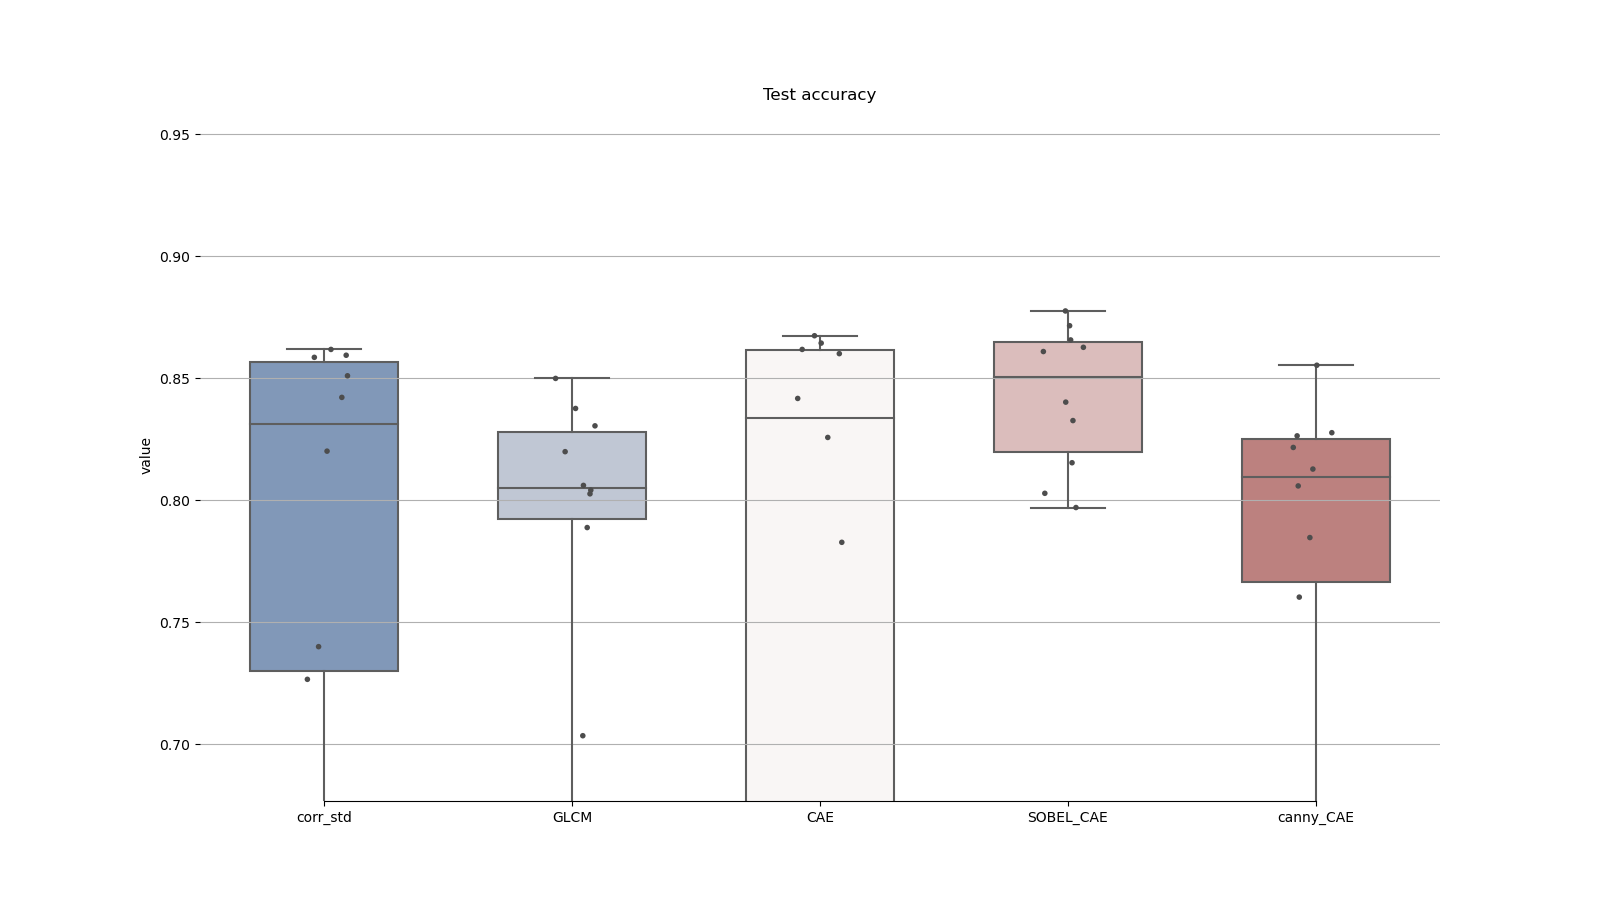 Test accuracy
0.95
0.90
0.85
0.80
0.75
0.70
value
corr_std
GLCM
CAE
SOBEL_CAE
canny_CAE